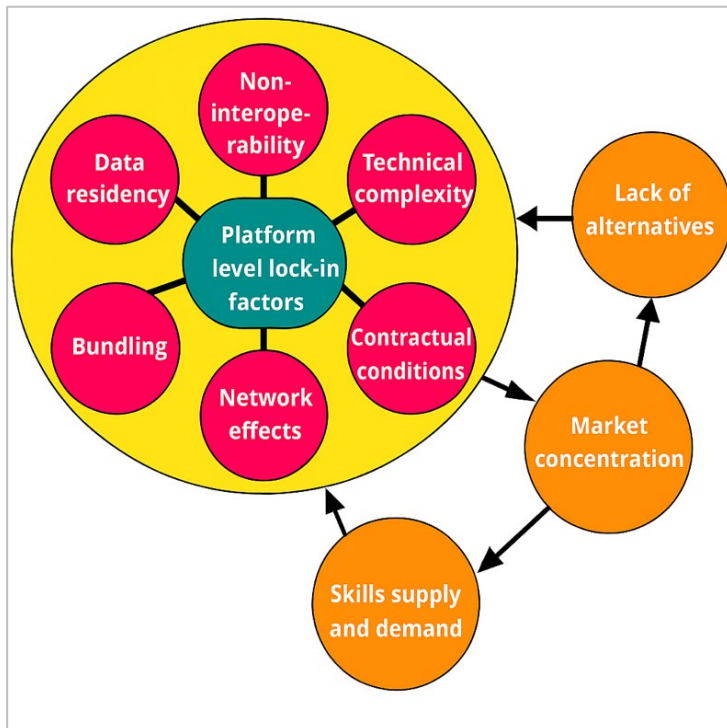 Non-
interope-
rability
Data
residency
Technical
complexity
Platform
level lock-in
factors
Bundling
Contractual
conditions
Network
effects
Lack of
alternatives
Market
concentration
Skills supply
and demand